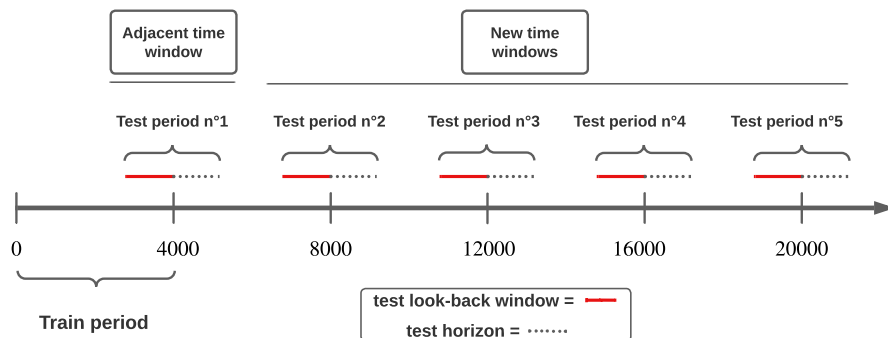 Adjacent time
window
New time
windows
Test period n°1
Test period n°2
Test period n°3
Test period n°4
Test period n°5
0
4000
8000
12000
16000
20000
Train period
test look-back window =
test horizon =